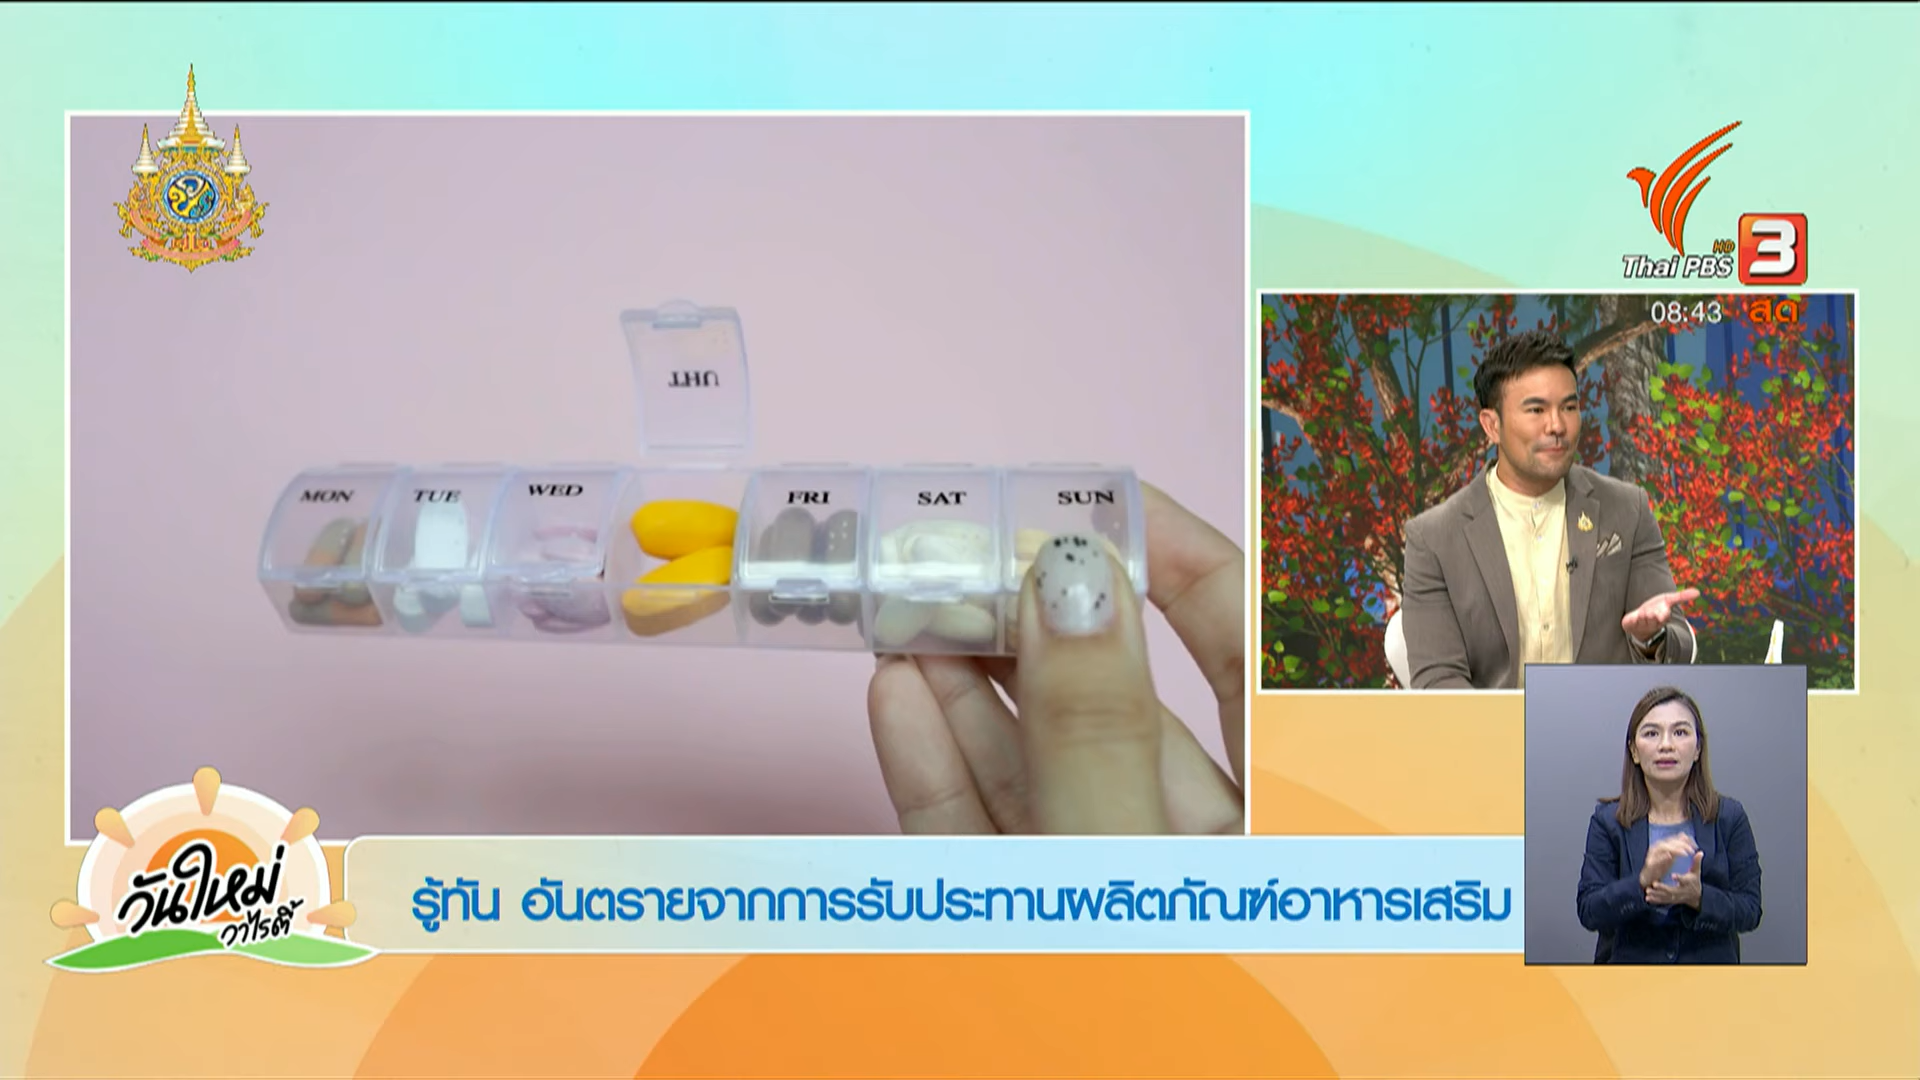 Thai PBS
HD
3
08:43 สด
THU
MON
TUE
WED
FRI
SAT
SUN
วันใหม่
วาไรตี้
รู้ทัน อันตรายจากการรับประทานผลิตภัณฑ์อาหารเสริม